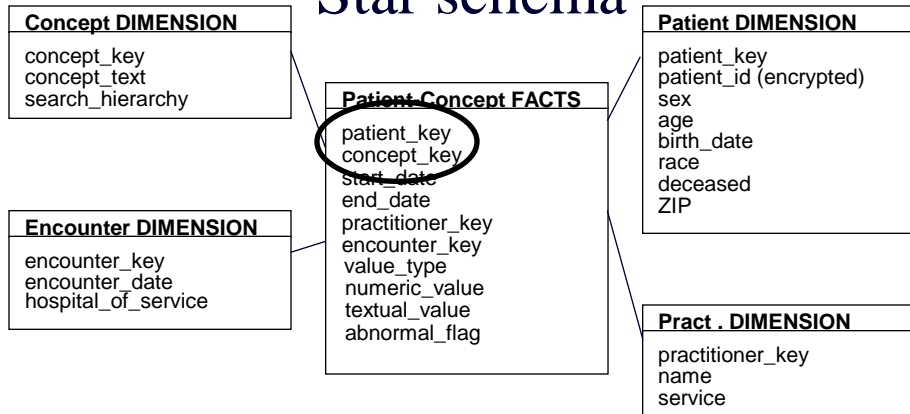 Star schema
Concept DIMENSION
concept_key
concept_text
search_hierarchy
Encounter DIMENSION
encounter_key
encounter_date
hospital_of_service
Patient-Concept FACTS
patient_key
concept_key
start_date
end_date
practitioner_key
encounter_key
value_type
numeric_value
textual_value
abnormal_flag
Patient DIMENSION
patient_key
patient_id (encrypted)
sex
age
birth_date
race
deceased
ZIP
Pract . DIMENSION
practitioner_key
name
service